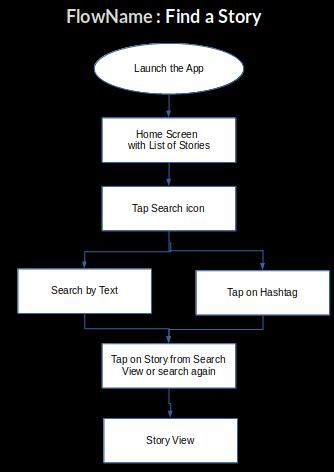 FlowName : Find a Story
Launch the App
Home Screen
with List of Stories
Tap Search icon
Search by Text
Tap on Hashtag
Tap on Story from Search
View or search again
Story View